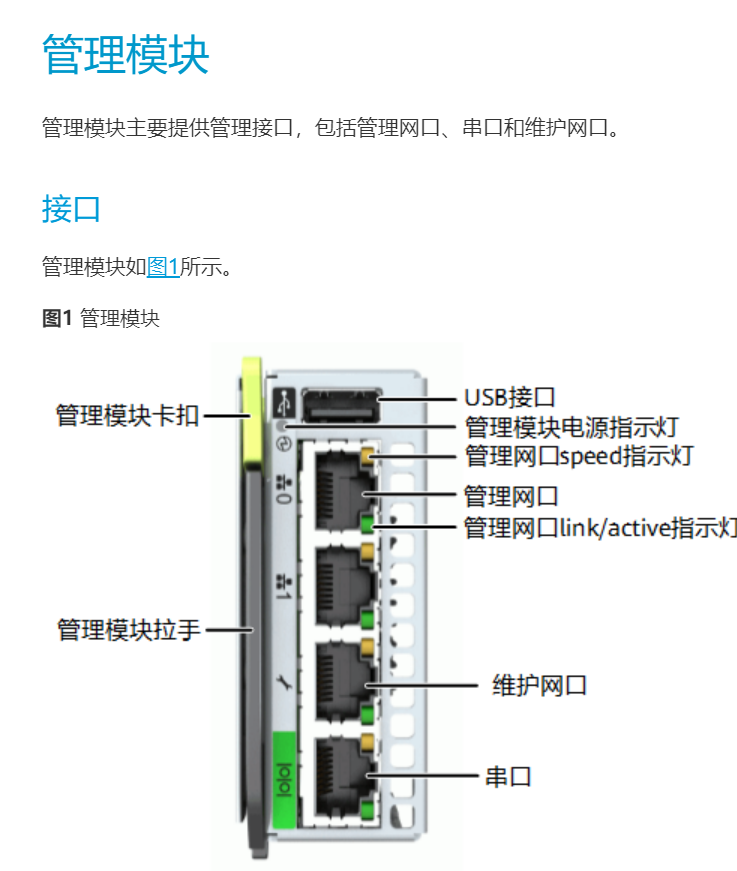 管理模块
管理模块主要提供管理接口，包括管理网口、串口和维护网口。
接口
管理模块如图1所示。
图1 管理模块
管理模块卡扣
USB接口
管理模块电源指示灯
管理网口speed指示灯
0
管理网口
管理网口link/active指示灯
1
管理模块拉手
维护网口
串口
|O|O|